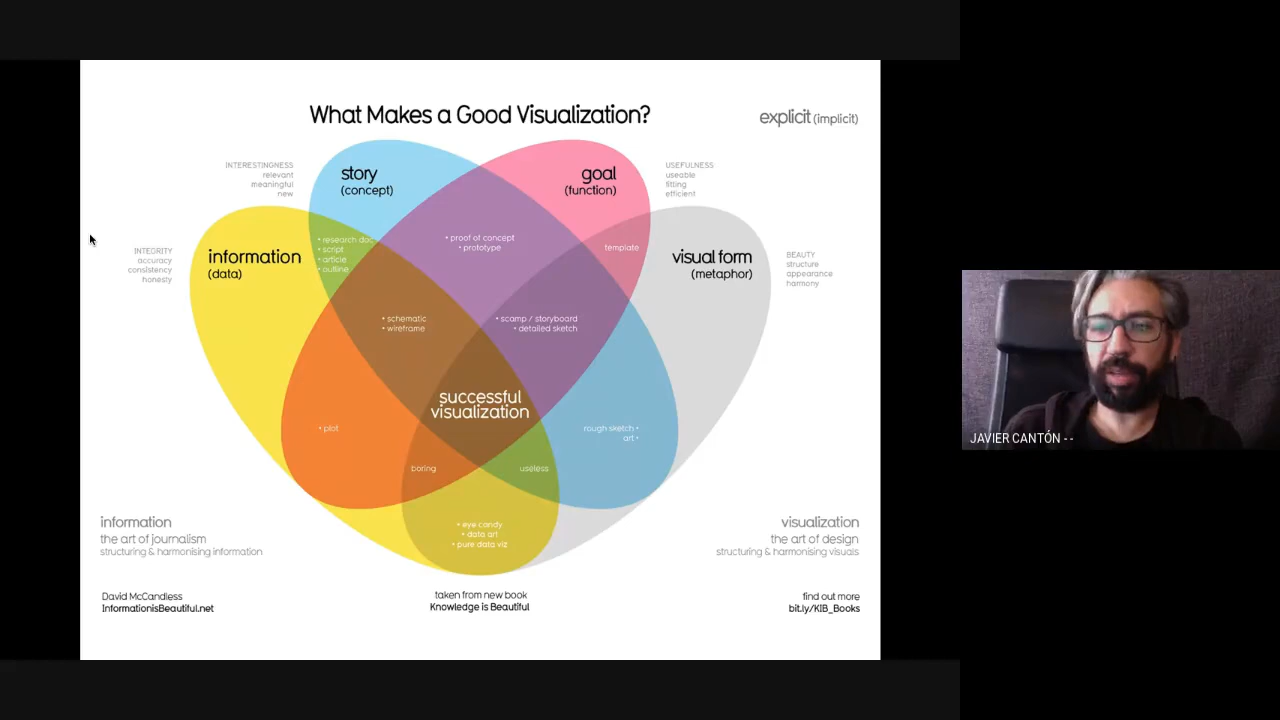 What Makes a Good Visualization?
explicit (implicit)
INTERESTINGNESS
relevant
meaningful
new
story
(concept)
goal
(function)
USEFULNESS
useable
fitting
efficient
INTEGRITY
accuracy
consistency
honesty
information
(data)
• research doc
• script
• article
• outline
• proof of concept
• prototype
template
visual form
(metaphor)
BEAUTY
structure
appearance
harmony
• schematic
• wireframe
• scamp / storyboard
• detailed sketch
successful
visualization
• plot
rough sketch •
art •
boring
useless
• eye candy
• data art
• pure data viz
information
the art of journalism
structuring & harmonising information
visualization
the art of design
structuring & harmonising visuals
David McCandless
InformationisBeautiful.net
taken from new book
Knowledge is Beautiful
find out more
bit.ly/KIB_Books
JAVIER CANTÓN - -